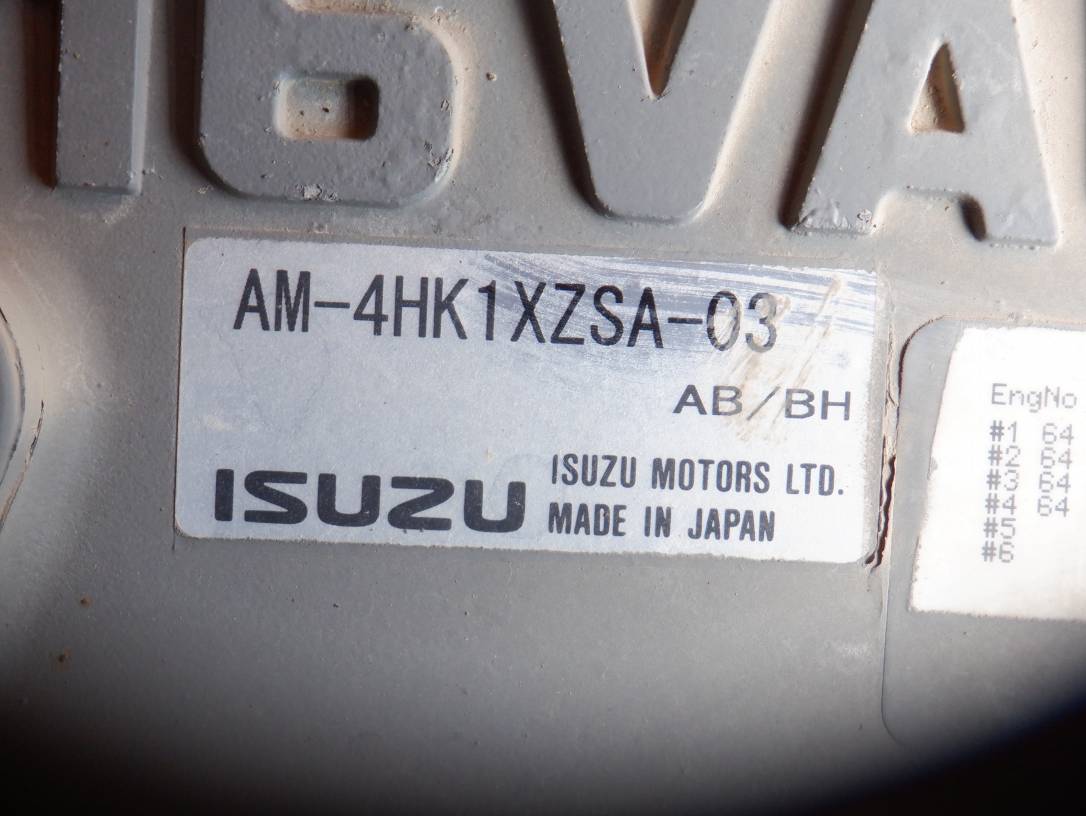 16VA
AM-4HK1XZSA-03
AB/BH
ISUZU
ISUZU MOTORS LTD.
MADE IN JAPAN
EngNo
#1 64
#2 64
#3 64
#4 64
#5
#6